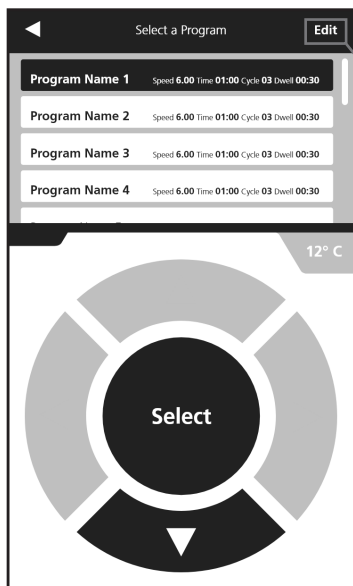 Select a Program
Edit
Program Name 1 Speed 6.00 Time 01:00 Cycle 03 Dwell 00:30
Program Name 2 Speed 6.00 Time 01:00 Cycle 03 Dwell 00:30
Program Name 3 Speed 6.00 Time 01:00 Cycle 03 Dwell 00:30
Program Name 4 Speed 6.00 Time 01:00 Cycle 03 Dwell 00:30
12° C
Select